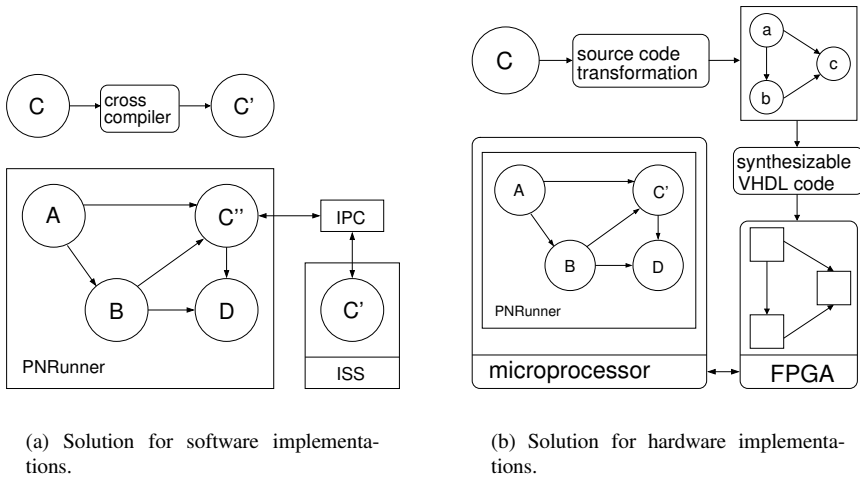 C
cross
compiler
C'
A
C''
B
D
PNRunner
IPC
C'
ISS
(a) Solution for software implementa-
tions.
C
source code
transformation
a
c
b
synthesizable
VHDL code
A
C'
B
D
PNRunner
microprocessor
FPGA
(b) Solution for hardware implementa-
tions.